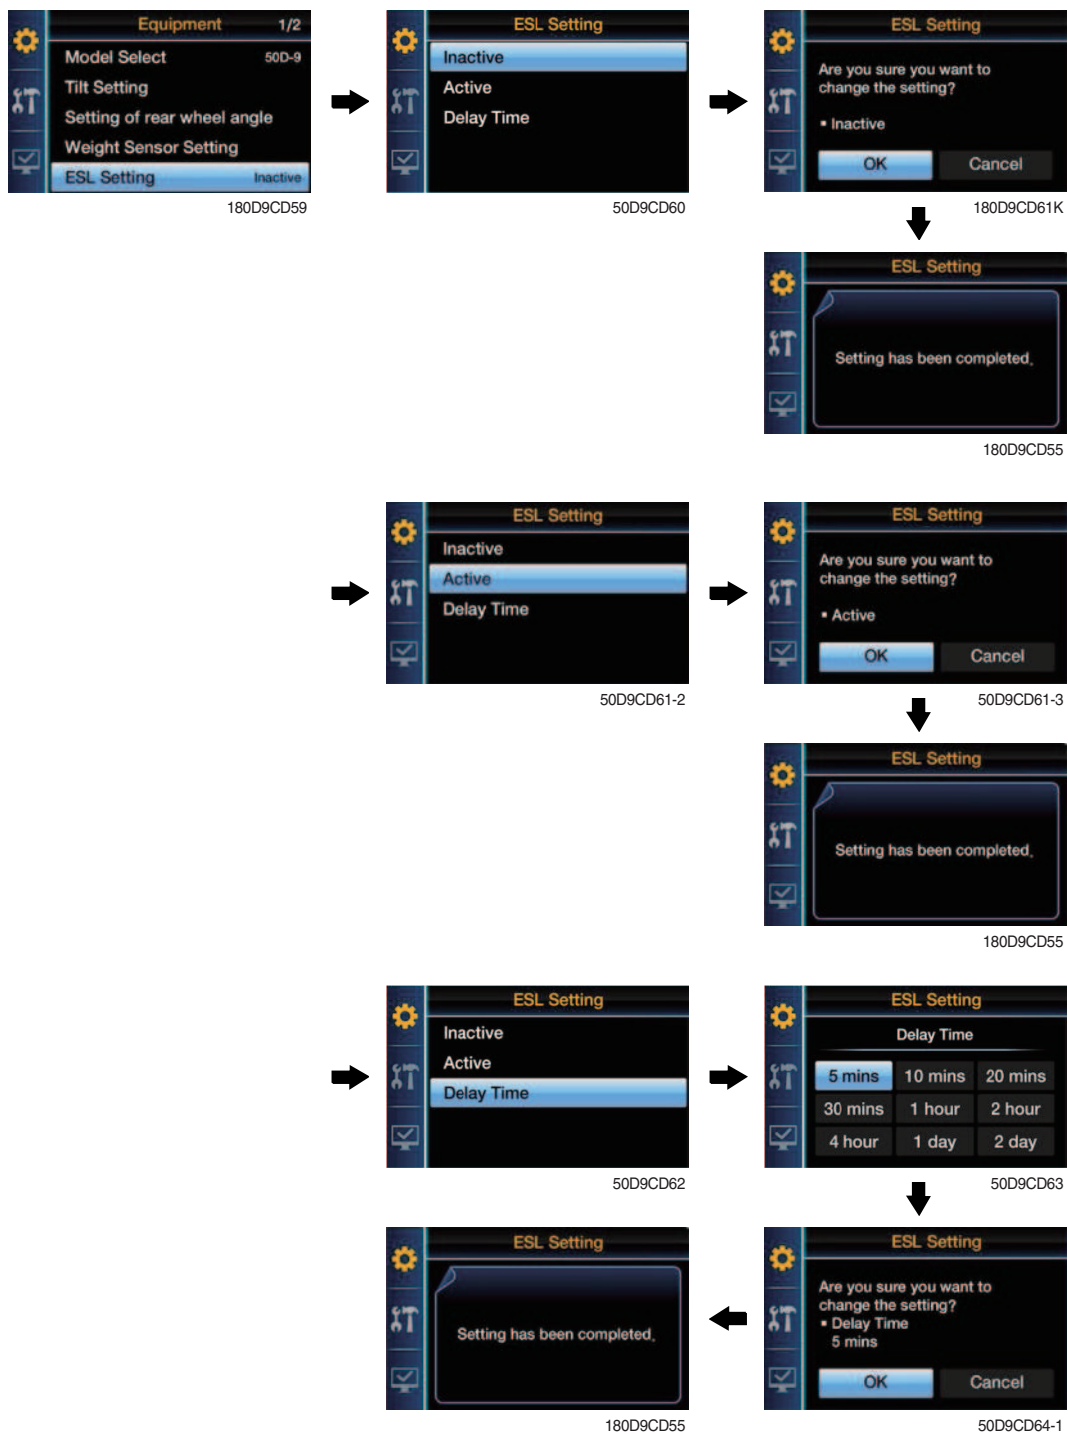 Equipment 1/2
Model Select 50D-9
Tilt Setting
Setting of rear wheel angle
Weight Sensor Setting
ESL Setting Inactive
180D9CD59
ESL Setting
Inactive
Active
Delay Time
50D9CD60
ESL Setting
Are you sure you want to
change the setting?
▪ Inactive
OK Cancel
180D9CD61K
ESL Setting
Setting has been completed.
180D9CD55
ESL Setting
Inactive
Active
Delay Time
50D9CD61-2
ESL Setting
Are you sure you want to
change the setting?
▪ Active
OK Cancel
50D9CD61-3
ESL Setting
Setting has been completed.
180D9CD55
ESL Setting
Inactive
Active
Delay Time
50D9CD62
ESL Setting
Delay Time
5 mins 10 mins 20 mins
30 mins 1 hour 2 hour
4 hour 1 day 2 day
50D9CD63
ESL Setting
Are you sure you want to
change the setting?
▪ Delay Time
5 mins
OK Cancel
50D9CD64-1
ESL Setting
Setting has been completed.
180D9CD55